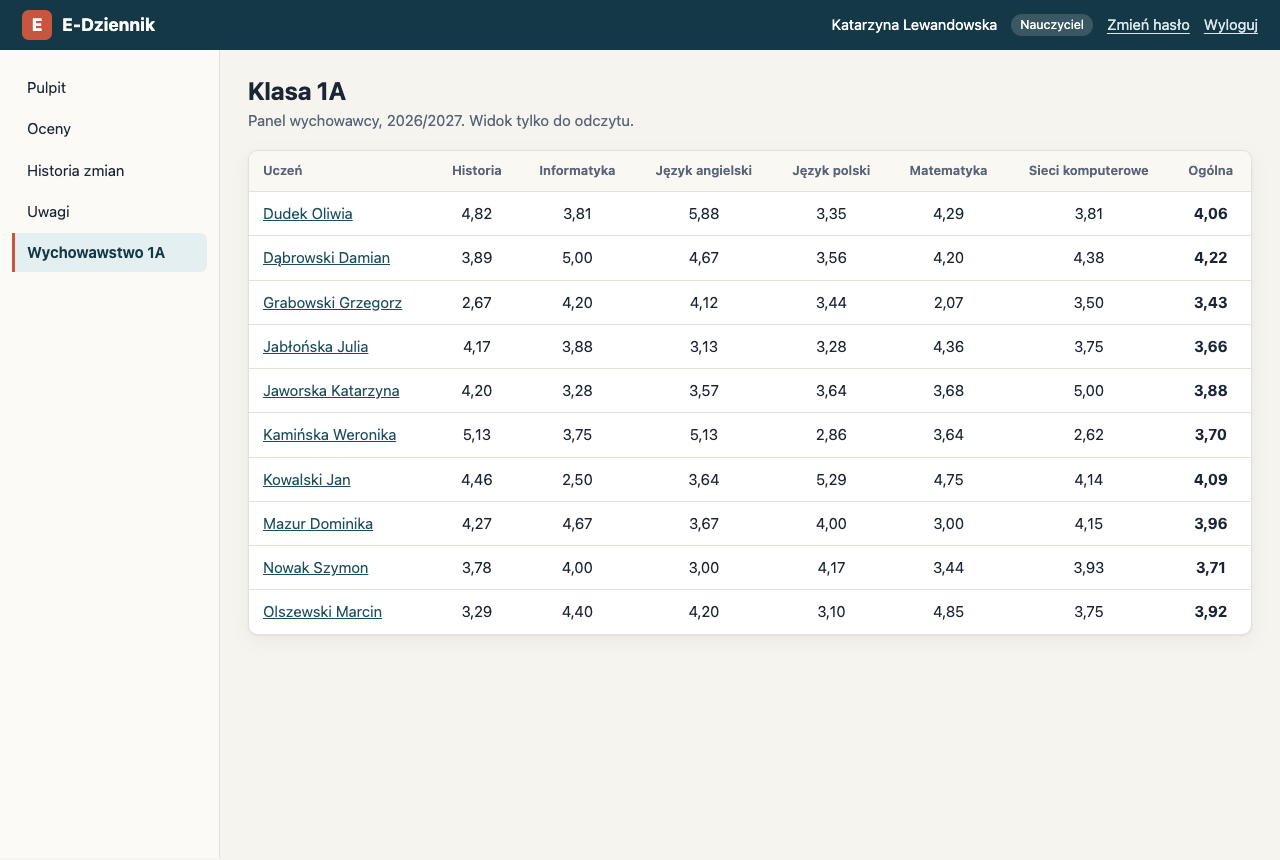 E E-Dziennik Katarzyna Lewandowska Nauczyciel Zmień hasło Wyloguj
Pulpit
Oceny
Historia zmian
Uwagi
Wychowawstwo 1A
Klasa 1A
Panel wychowawcy, 2026/2027. Widok tylko do odczytu.
Uczeń Historia Informatyka Język angielski Język polski Matematyka Sieci komputerowe Ogólna
Dudek Oliwia 4,82 3,81 5,88 3,35 4,29 3,81 4,06
Dąbrowski Damian 3,89 5,00 4,67 3,56 4,20 4,38 4,22
Grabowski Grzegorz 2,67 4,20 4,12 3,44 2,07 3,50 3,43
Jabłońska Julia 4,17 3,88 3,13 3,28 4,36 3,75 3,66
Jaworska Katarzyna 4,20 3,28 3,57 3,64 3,68 5,00 3,88
Kamińska Weronika 5,13 3,75 5,13 2,86 3,64 2,62 3,70
Kowalski Jan 4,46 2,50 3,64 5,29 4,75 4,14 4,09
Mazur Dominika 4,27 4,67 3,67 4,00 3,00 4,15 3,96
Nowak Szymon 3,78 4,00 3,00 4,17 3,44 3,93 3,71
Olszewski Marcin 3,29 4,40 4,20 3,10 4,85 3,75 3,92